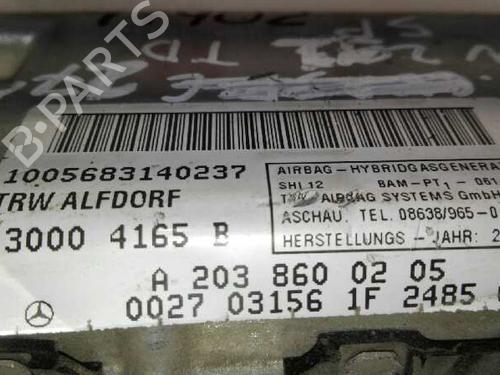 TD
1005683140237
TRW ALFDORF
3000 4165 B
AIRBAG-HYBRIDGASGENERA
SHI 12 BAM-PT1-061
AIRBAG SYSTEMS GmbH
ASCHAU. TEL. 08638/965-0
HERSTELLUNGS-JAHR: 2
A 203 860 02 05
0027 03156 1F 2485
B-PARTS